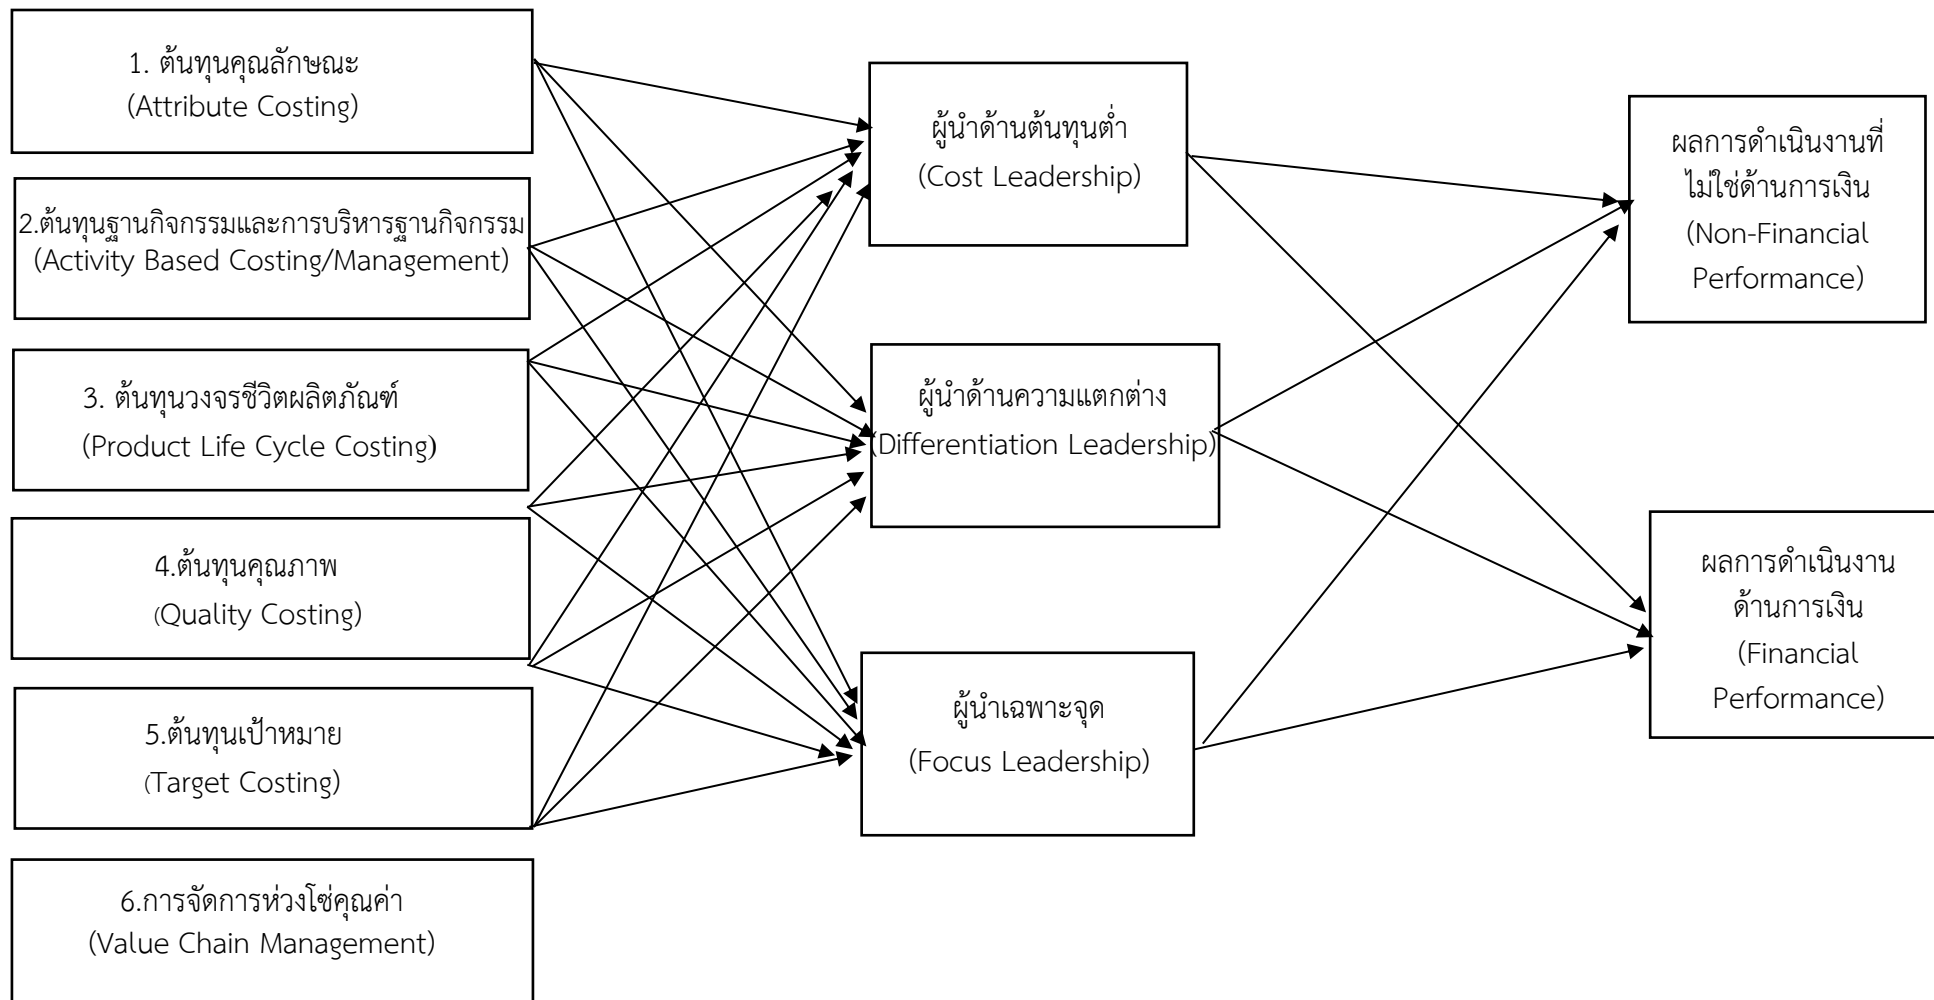 1. ต้นทุนคุณลักษณะ
(Attribute Costing)
2.ต้นทุนฐานกิจกรรมและการบริหารฐานกิจกรรม
(Activity Based Costing/Management)
3. ต้นทุนวงจรชีวิตผลิตภัณฑ์
(Product Life Cycle Costing)
4.ต้นทุนคุณภาพ
(Quality Costing)
5.ต้นทุนเป้าหมาย
(Target Costing)
6.การจัดการห่วงโซ่คุณค่า
(Value Chain Management)
ผู้นำด้านต้นทุนต่ำ
(Cost Leadership)
ผู้นำด้านความแตกต่าง
(Differentiation Leadership)
ผู้นำเฉพาะจุด
(Focus Leadership)
ผลการดำเนินงานที่
ไม่ใช่ด้านการเงิน
(Non-Financial
Performance)
ผลการดำเนินงาน
ด้านการเงิน
(Financial
Performance)